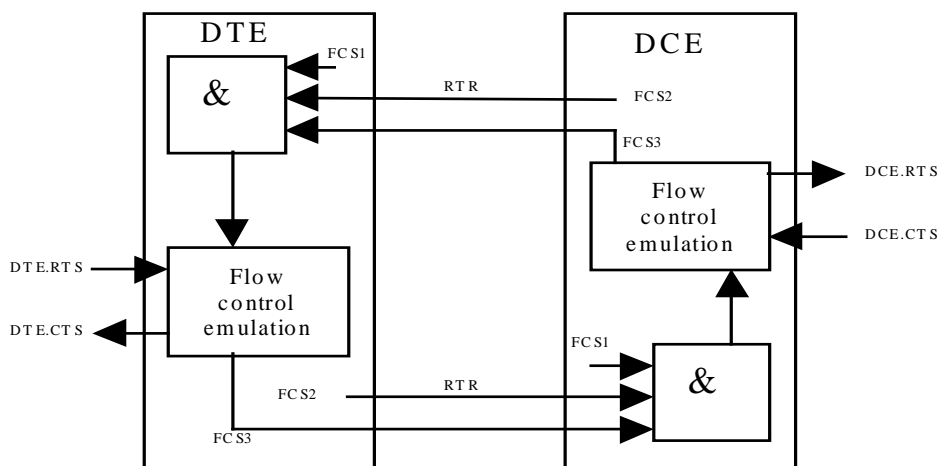 DTE
DCE
FCS1
&
RTR
FCS2
FCS3
Flow
control
emulation
DCE.RTS
DCE.CTS
DTE.RTS
Flow
control
emulation
DTE.CTS
FCS1
&
FCS2
RTR
FCS3